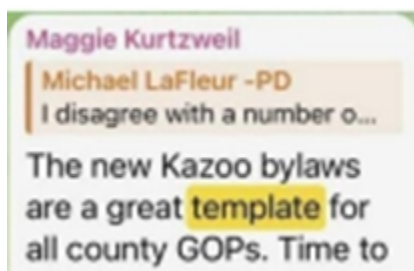 Maggie Kurtzweil
Michael LaFleur -PD
I disagree with a number o...
The new Kazoo bylaws
are a great template for
all county GOPs. Time to